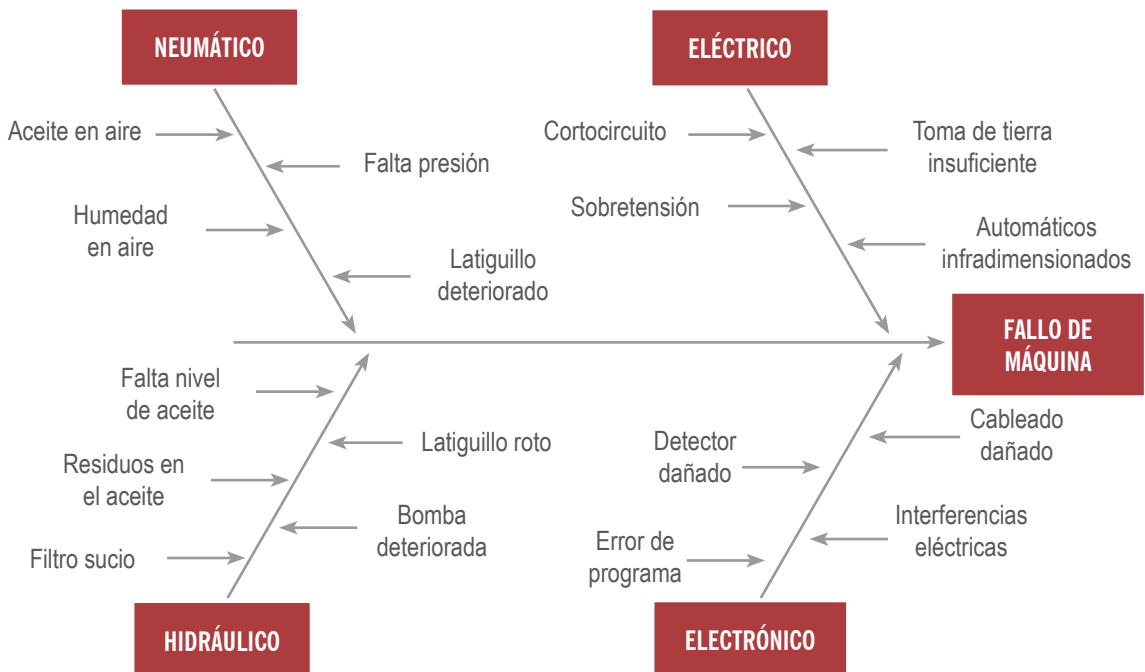 NEUMÁTICO
Aceite en aire
Falta presión
Humedad
en aire
Latiguillo
deteriorado
ELÉCTRICO
Cortocircuito
Toma de tierra
insuficiente
Sobretensión
Automáticos
infradimensionados
FALLO DE
MÁQUINA
Falta nivel
de aceite
Latiguillo roto
Residuos en
el aceite
Bomba
deteriorada
Filtro sucio
HIDRÁULICO
Cableado
dañado
Detector
dañado
Interferencias
eléctricas
Error de
programa
ELECTRÓNICO